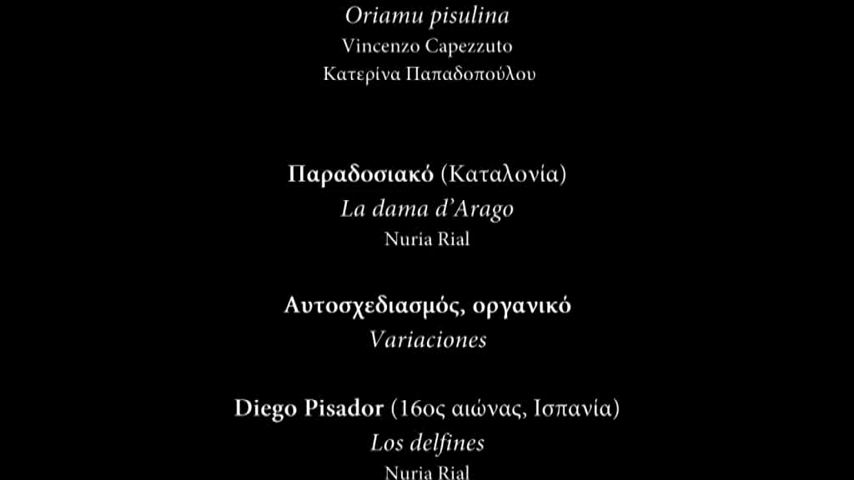 Oriamu pisulina
Vincenzo Capezzuto
Κατερίνα Παπαδοπούλου
Παραδοσιακό (Καταλονία)
La dama d'Arago
Nuria Rial
Αυτοσχεδιασμός, οργανικό
Variaciones
Diego Pisador (16ος αιώνας, Ισπανία)
Los delfines
Nuria Rial